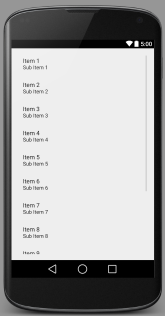 5:00
Item 1
Sub Item 1
Item 2
Sub Item 2
Item 3
Sub Item 3
Item 4
Sub Item 4
Item 5
Sub Item 5
Item 6
Sub Item 6
Item 7
Sub Item 7
Item 8
Sub Item 8
Item 9